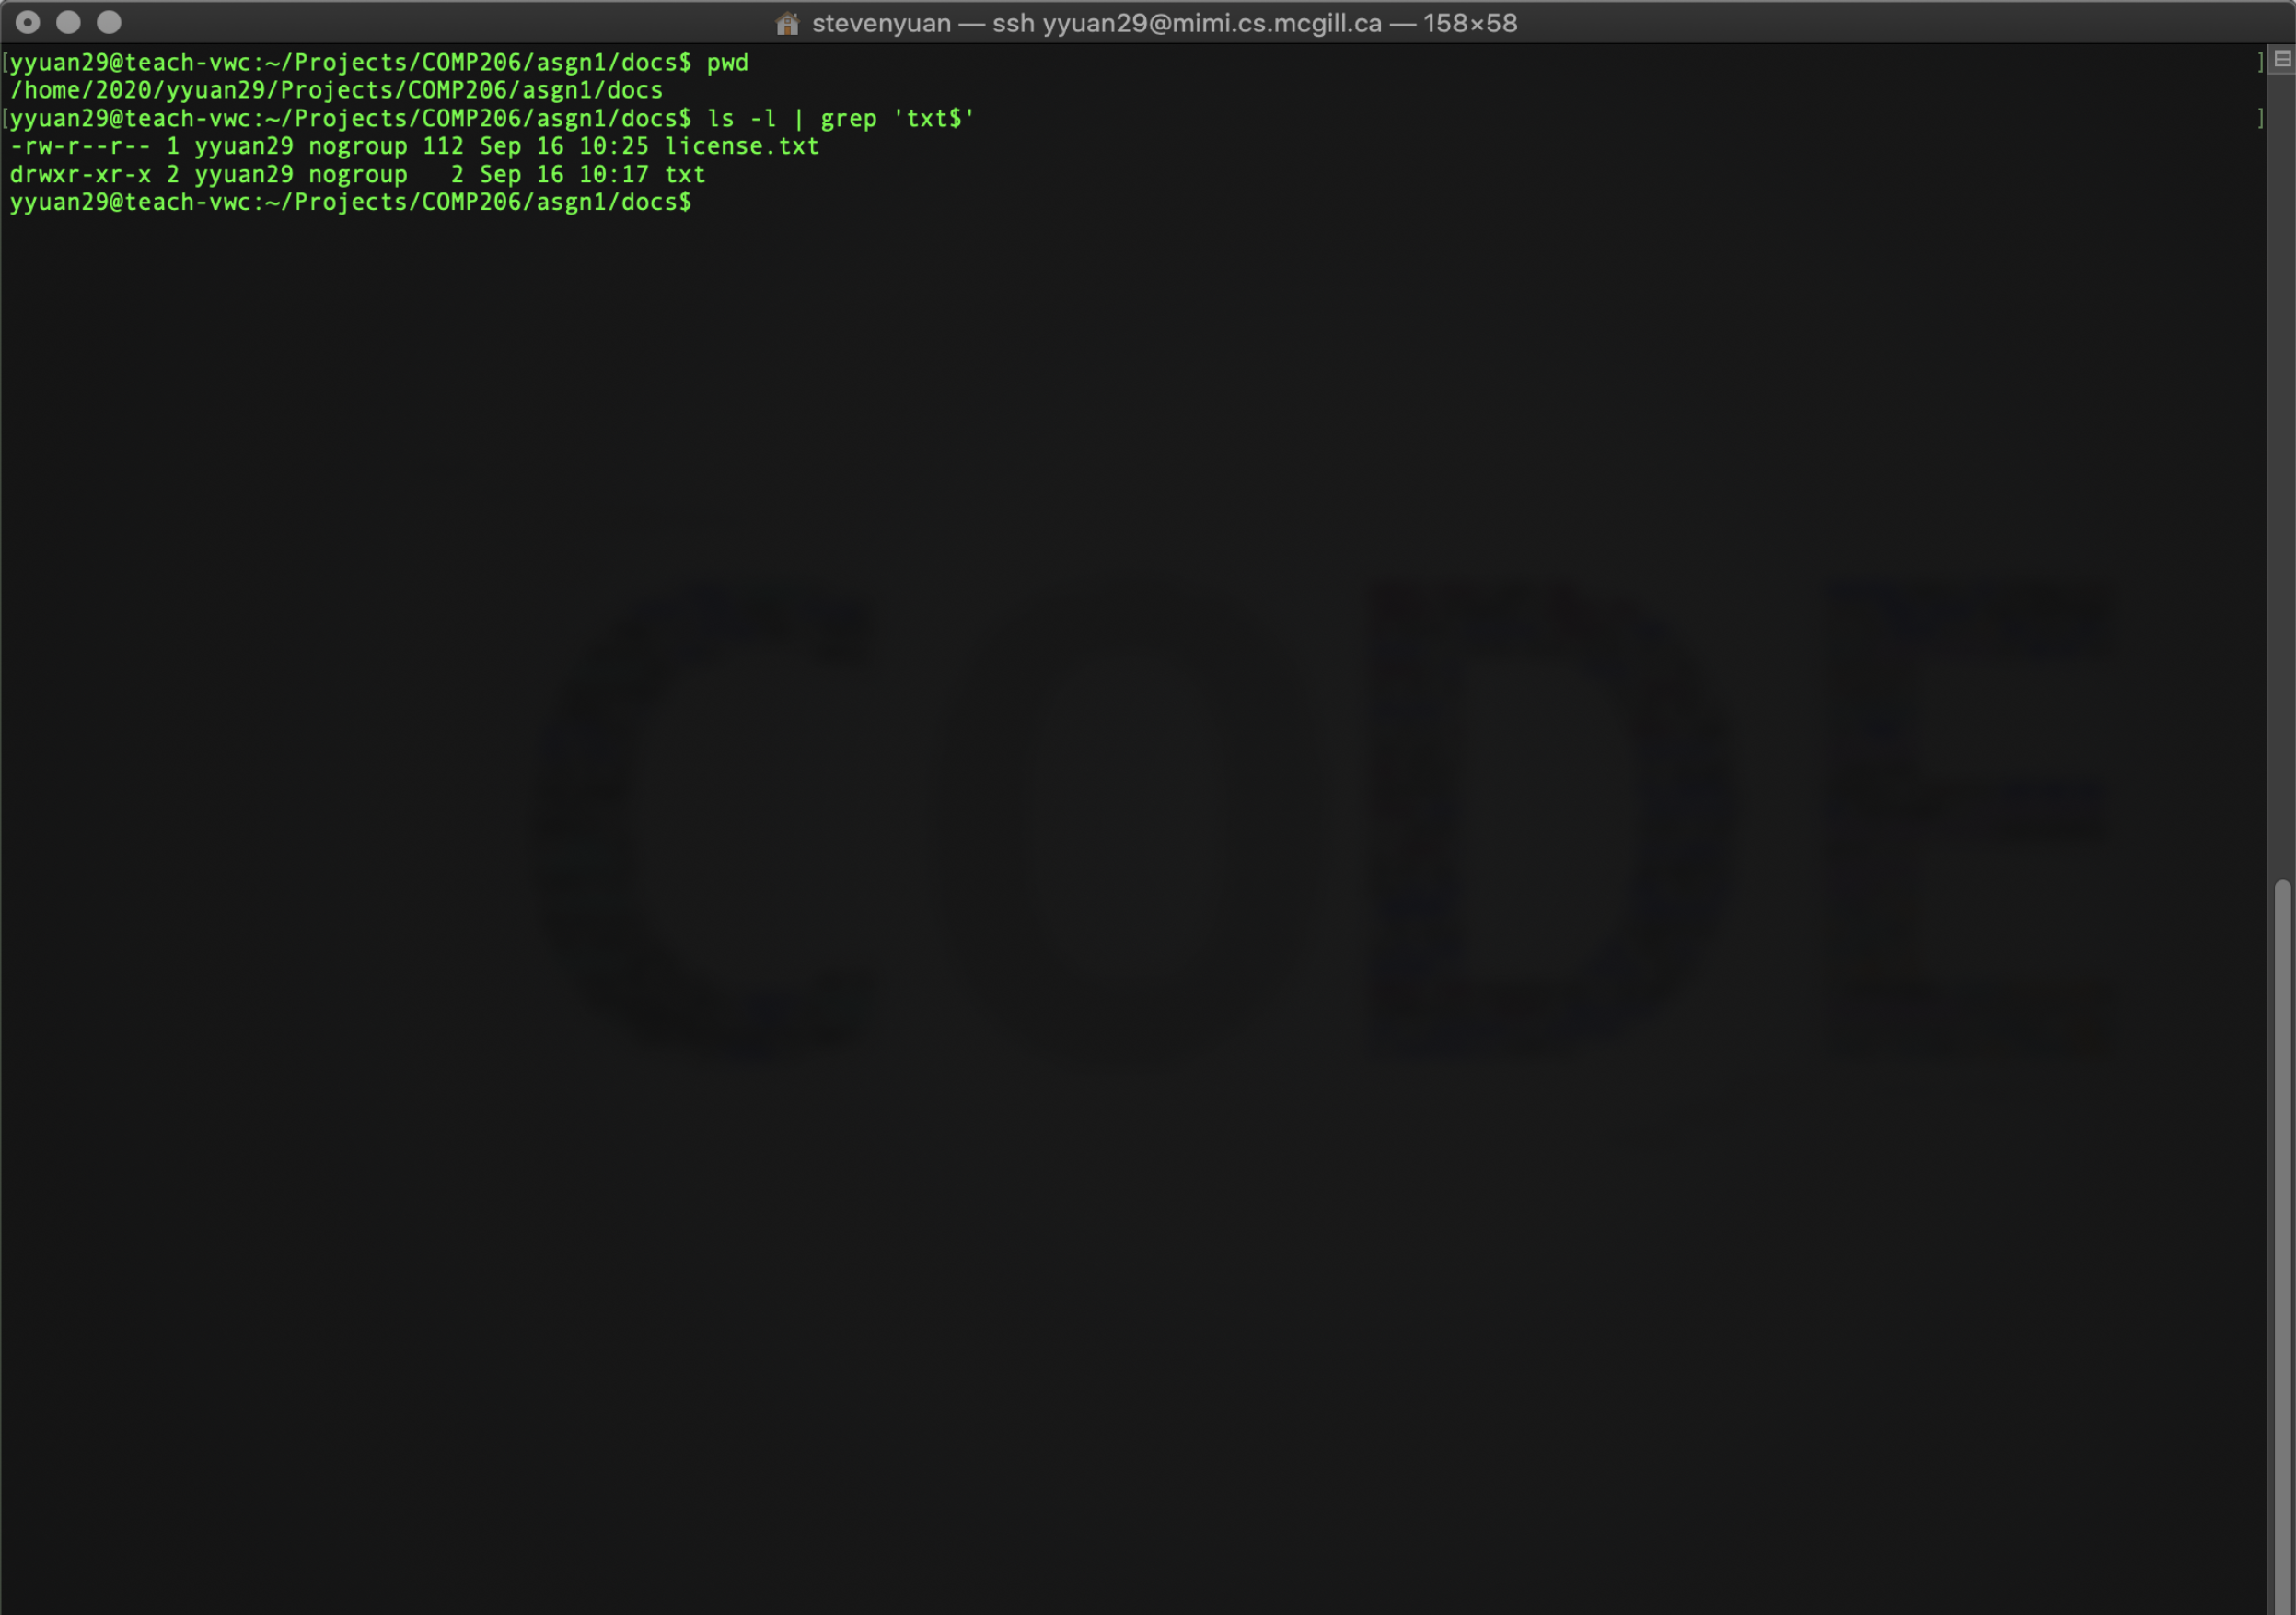 stevenyuan — ssh yyuan29@mimi.cs.mcgill.ca — 158×58
[yyuan29@teach-vwc:~/Projects/COMP206/asgn1/docs$ pwd ]
/home/2020/yyuan29/Projects/COMP206/asgn1/docs
[yyuan29@teach-vwc:~/Projects/COMP206/asgn1/docs$ ls -l | grep 'txt$' ]
-rw-r--r-- 1 yyuan29 nogroup 112 Sep 16 10:25 license.txt
drwxr-xr-x 2 yyuan29 nogroup   2 Sep 16 10:17 txt
yyuan29@teach-vwc:~/Projects/COMP206/asgn1/docs$
CODE